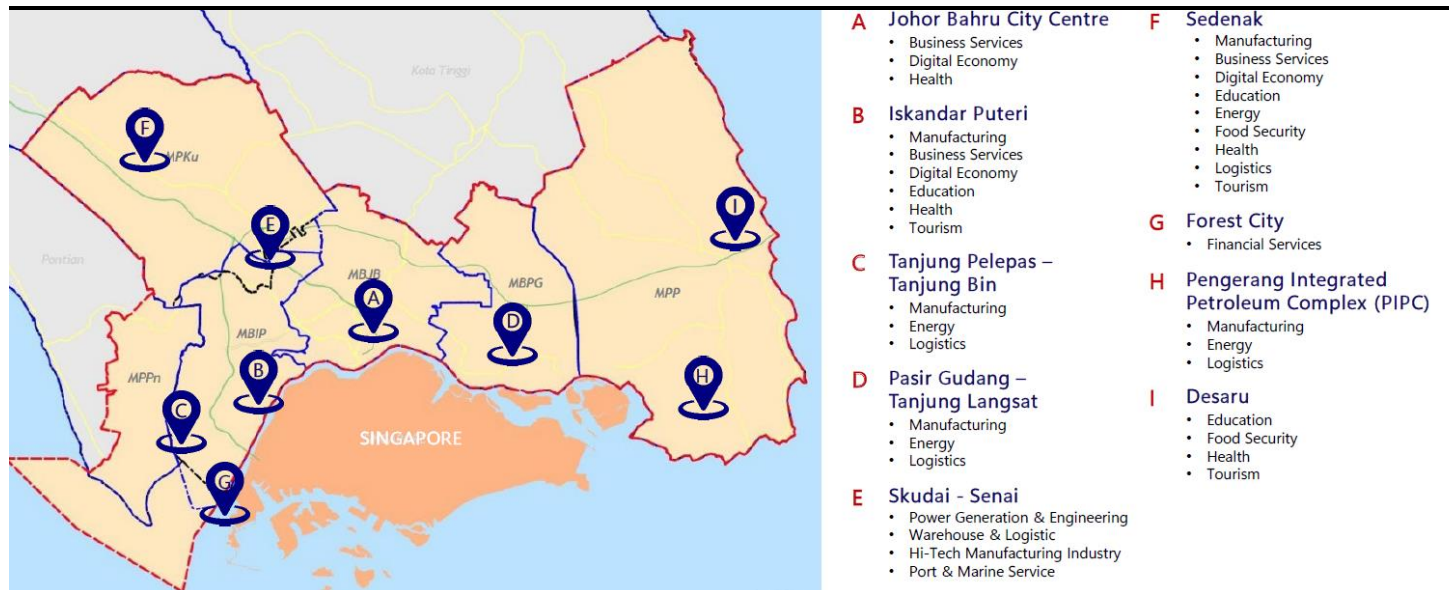 Kota Tinggi
F
MPKu
E
I
Pontian
MBJB
MBPG
A
MPP
D
MBIP
MPPn
B
H
C
SINGAPORE
G
A Johor Bahru City Centre
• Business Services
• Digital Economy
• Health
B Iskandar Puteri
• Manufacturing
• Business Services
• Digital Economy
• Education
• Health
• Tourism
C Tanjung Pelepas –
Tanjung Bin
• Manufacturing
• Energy
• Logistics
D Pasir Gudang –
Tanjung Langsat
• Manufacturing
• Energy
• Logistics
E Skudai - Senai
• Power Generation & Engineering
• Warehouse & Logistic
• Hi-Tech Manufacturing Industry
• Port & Marine Service
F Sedenak
• Manufacturing
• Business Services
• Digital Economy
• Education
• Energy
• Food Security
• Health
• Logistics
• Tourism
G Forest City
• Financial Services
H Pengerang Integrated
Petroleum Complex (PIPC)
• Manufacturing
• Energy
• Logistics
I Desaru
• Education
• Food Security
• Health
• Tourism